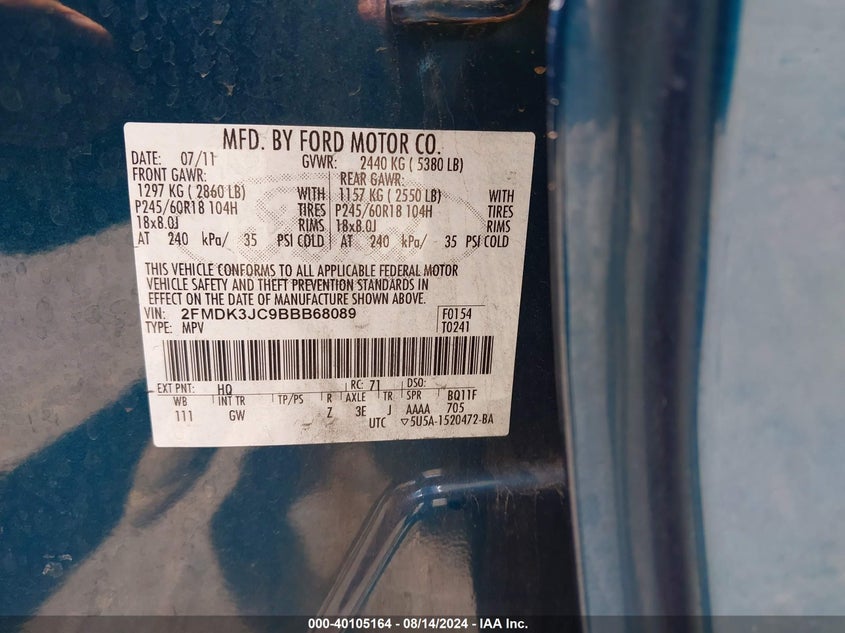 MFD. BY FORD MOTOR CO.
DATE: 07/11 GVWR: 2440 KG ( 5380 LB)
FRONT GAWR: REAR GAWR:
1297 KG ( 2860 LB) WITH 1157 KG ( 2550 LB) WITH
P245/60R18 104H TIRES P245/60R18 104H TIRES
18x8.0J RIMS 18x8.0J RIMS
AT 240 kPa/ 35 PSI COLD AT 240 kPa/ 35 PSI COLD
THIS VEHICLE CONFORMS TO ALL APPLICABLE FEDERAL MOTOR
VEHICLE SAFETY AND THEFT PREVENTION STANDARDS IN
EFFECT ON THE DATE OF MANUFACTURE SHOWN ABOVE.
VIN: 2FMDK3JC9BBB68089 F0154
TYPE: MPV T0241
EXT PNT: HQ RC: 71 DSO:
WB INT TR TP/PS R AXLE TR SPR BQ11F
111 GW Z 3E J AAAA 705
UTC ▽5U5A-1520472-BA
000-40105164 - 08/14/2024 - IAA Inc.